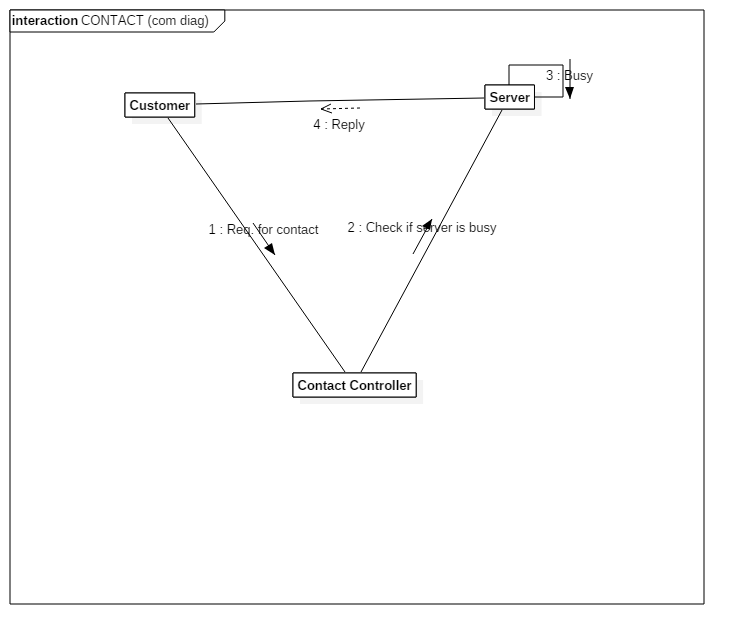 interaction CONTACT (com diag)
3 : Busy
Customer
Server
4 : Reply
1 : Req. for contact
2 : Check if server is busy
Contact Controller